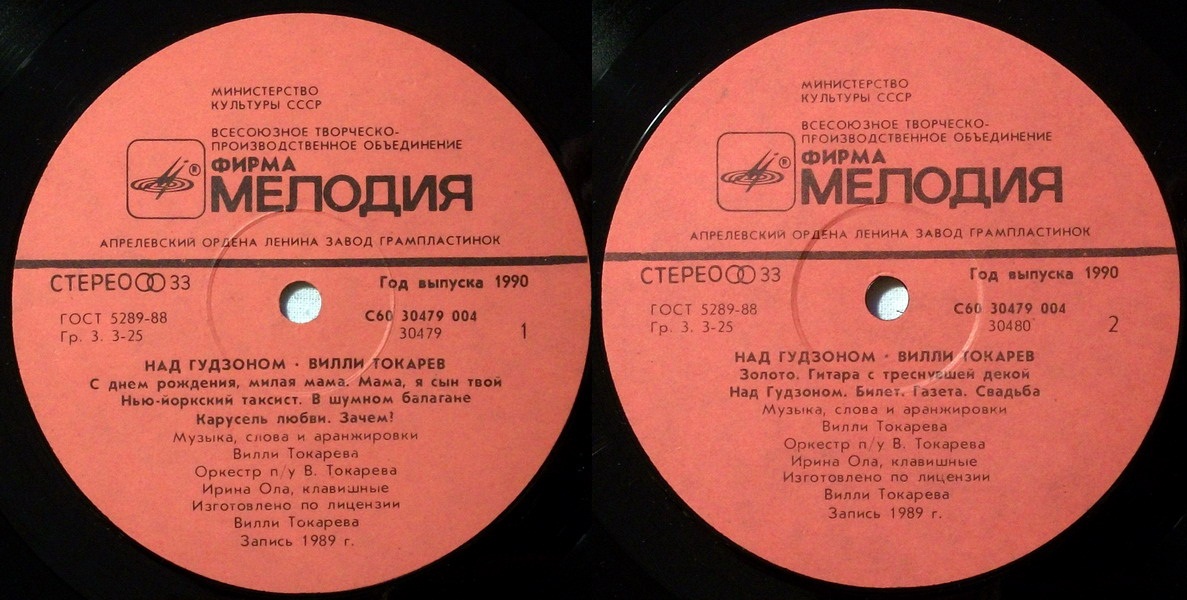 МИНИСТЕРСТВО
КУЛЬТУРЫ СССР
ВСЕСОЮЗНОЕ ТВОРЧЕСКО-
ПРОИЗВОДСТВЕННОЕ ОБЪЕДИНЕНИЕ
®
ФИРМА
МЕЛОДИЯ
АПРЕЛЕВСКИЙ ОРДЕНА ЛЕНИНА ЗАВОД ГРАМПЛАСТИНОК
СТЕРЕО 33
Год выпуска 1990
ГОСТ 5289-88
Гр. 3. 3-25
С60 30479 004
30479
1
НАД ГУДЗОНОМ · ВИЛЛИ ТОКАРЕВ
С днем рождения, милая мама. Мама, я сын твой
Нью-йоркский таксист. В шумном балагане
Карусель любви. Зачем?
Музыка, слова и аранжировки
Вилли Токарева
Оркестр п/у В. Токарева
Ирина Ола, клавишные
Изготовлено по лицензии
Вилли Токарева
Запись 1989 г.
МИНИСТЕРСТВО
КУЛЬТУРЫ СССР
ВСЕСОЮЗНОЕ ТВОРЧЕСКО-
ПРОИЗВОДСТВЕННОЕ ОБЪЕДИНЕНИЕ
®
ФИРМА
МЕЛОДИЯ
АПРЕЛЕВСКИЙ ОРДЕНА ЛЕНИНА ЗАВОД ГРАМПЛАСТИНОК
СТЕРЕО 33
Год выпуска 1990
ГОСТ 5289-88
Гр. 3. 3-25
С60 30479 004
30480
2
НАД ГУДЗОНОМ · ВИЛЛИ ТОКАРЕВ
Золото. Гитара с треснувшей декой
Над Гудзоном. Билет. Газета. Свадьба
Музыка, слова и аранжировки
Вилли Токарева
Оркестр п/у В. Токарева
Ирина Ола, клавишные
Изготовлено по лицензии
Вилли Токарева
Запись 1989 г.